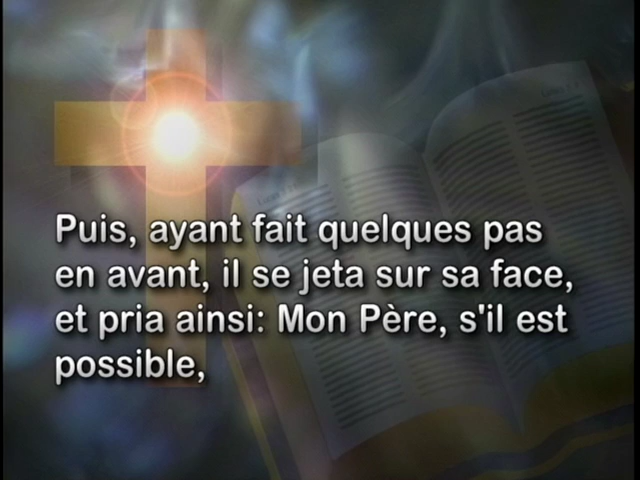 Puis, ayant fait quelques pas
en avant, il se jeta sur sa face,
et pria ainsi: Mon Père, s'il est
possible,